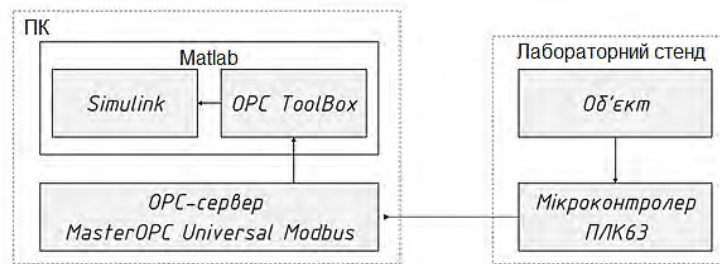 ПК
Matlab
Simulink
OPC ToolBox
OPC-сервер
MasterOPC Universal Modbus
Лабораторний стенд
Об'єкт
Мікроконтролер
ПЛК63